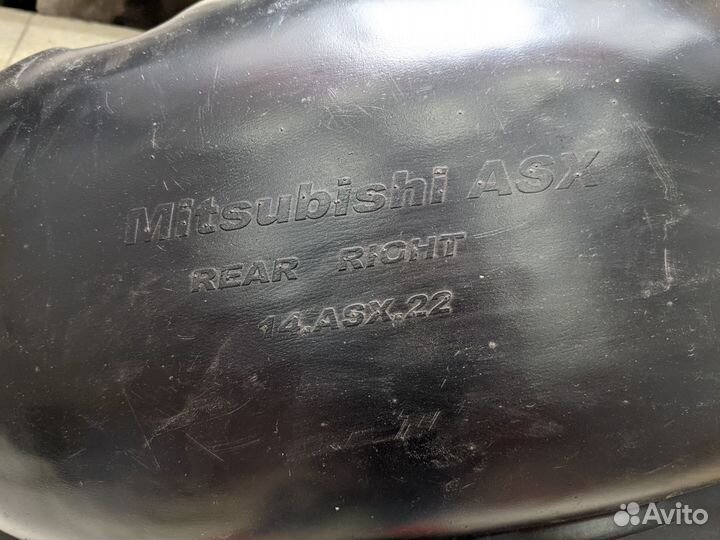 Mitsubishi ASX
REAR RIGHT
14.ASX.22
Avito